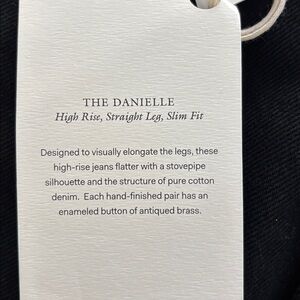 THE DANIELLE
High Rise, Straight Leg, Slim Fit
Designed to visually elongate the legs, these
high-rise jeans flatter with a stovepipe
silhouette and the structure of pure cotton
denim. Each hand-finished pair has an
enameled button of antiqued brass.